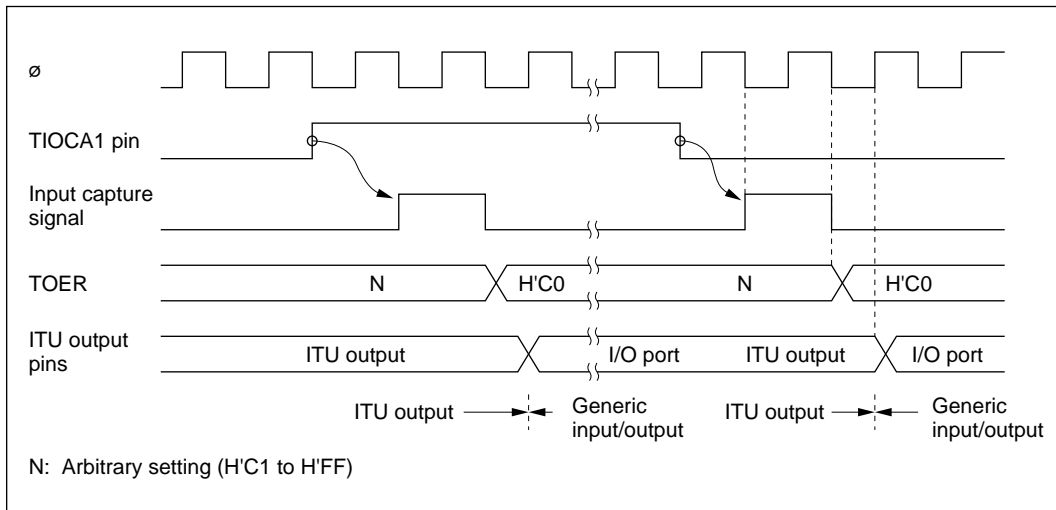 ø
TIOCA1 pin
Input capture
signal
TOER
N
H'C0
N
H'C0
ITU output
pins
ITU output
I/O port
ITU output
I/O port
ITU output
Generic
input/output
ITU output
Generic
input/output
N: Arbitrary setting (H'C1 to H'FF)